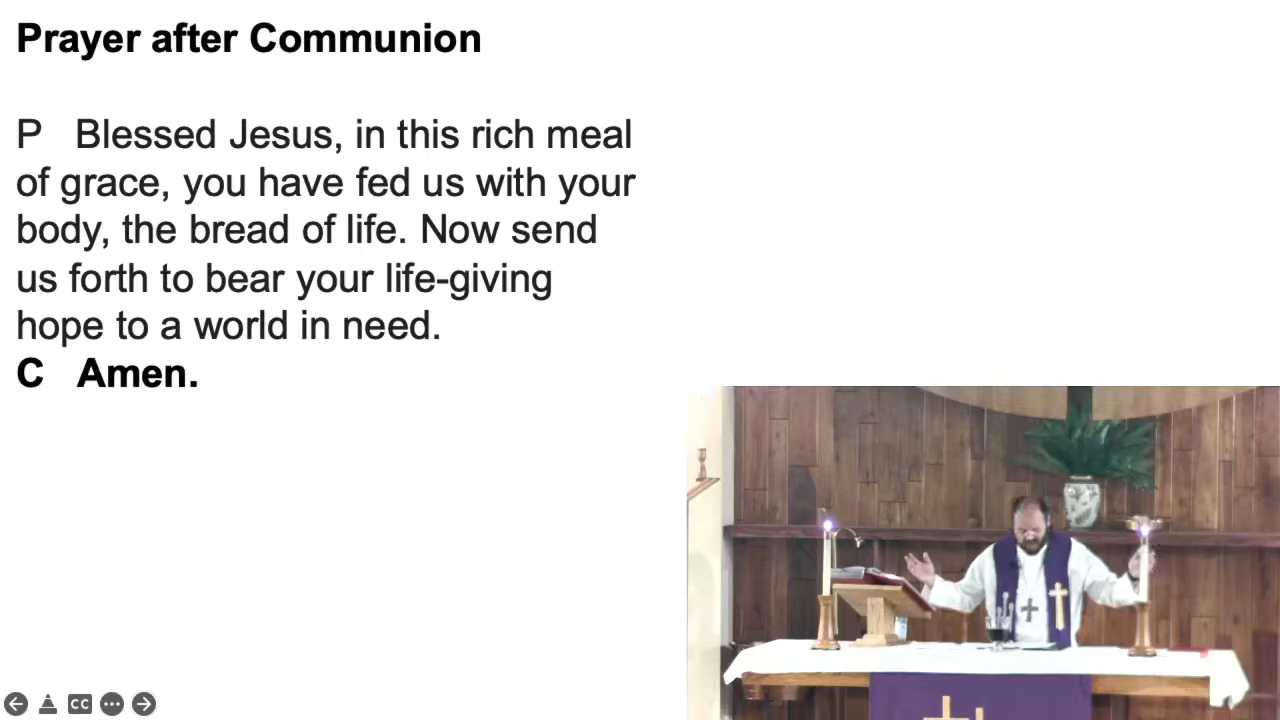 Prayer after Communion
P Blessed Jesus, in this rich meal
of grace, you have fed us with your
body, the bread of life. Now send
us forth to bear your life-giving
hope to a world in need.
C Amen.
CC